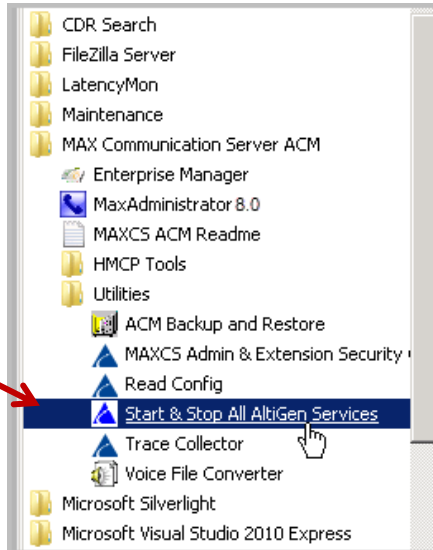 CDR Search
FileZilla Server
LatencyMon
Maintenance
MAX Communication Server ACM
Enterprise Manager
MaxAdministrator 8.0
MAXCS ACM Readme
HMCP Tools
Utilities
ACM Backup and Restore
MAXCS Admin & Extension Security
Read Config
Start & Stop All AltiGen Services
Trace Collector
Voice File Converter
Microsoft Silverlight
Microsoft Visual Studio 2010 Express